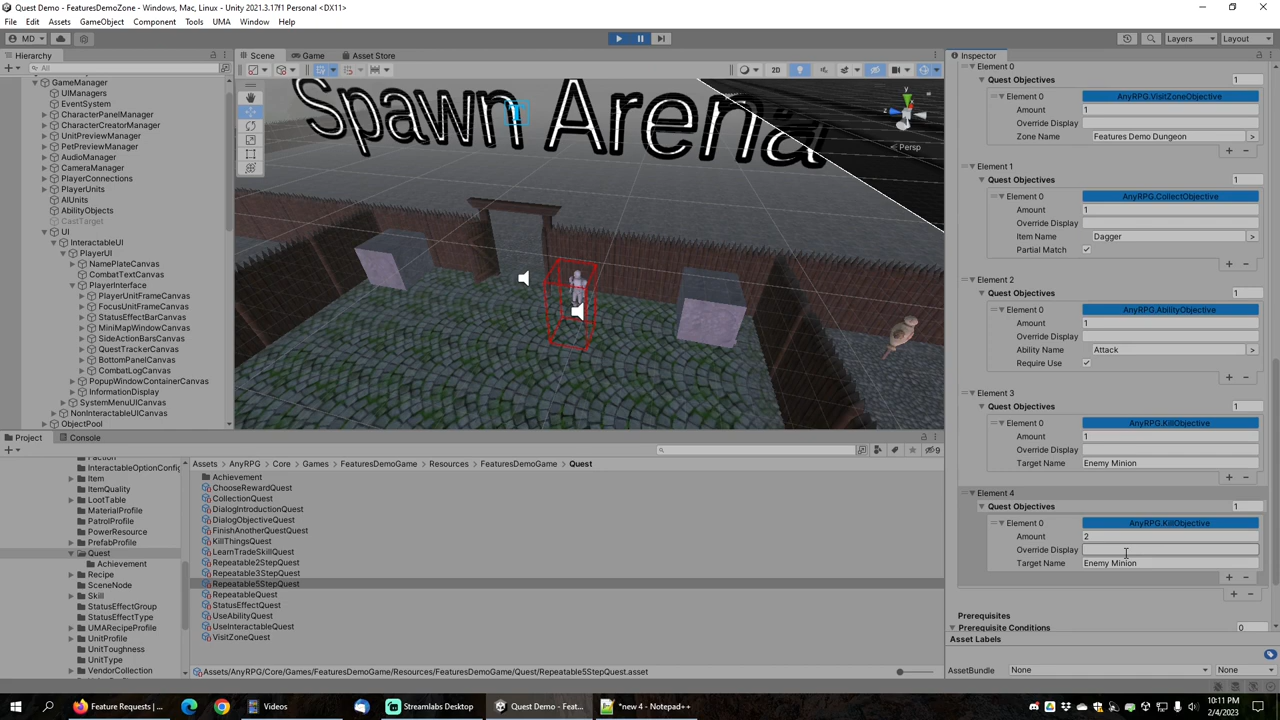 Quest Demo - FeaturesDemoZone - Windows, Mac, Linux - Unity 2021.3.17f1 Personal <DX11>
File Edit Assets GameObject Component Tools UMA Window Help
MD Layers Layout
Hierarchy
All
GameManager
UIManagers
EventSystem
CharacterPanelManager
CharacterCreatorManager
UnitPreviewManager
PetPreviewManager
AudioManager
CameraManager
PlayerConnections
PlayerUnits
AIUnits
AbilityObjects
CastTarget
UI
InteractableUI
PlayerUI
NamePlateCanvas
CombatTextCanvas
PlayerInterface
PlayerUnitFrameCanvas
FocusUnitFrameCanvas
StatusEffectBarCanvas
MiniMapWindowCanvas
SideActionBarsCanvas
QuestTrackerCanvas
BottomPanelCanvas
CombatLogCanvas
PopupWindowContainerCanvas
InformationDisplay
SystemMenuUICanvas
NonInteractableUICanvas
ObjectPool
Scene Game Asset Store
2D
Spawn Arena
y
Persp
Project Console
9
Faction
InteractableOptionConfig
Item
ItemQuality
LootTable
MaterialProfile
PatrolProfile
PowerResource
PrefabProfile
Quest
Achievement
Recipe
SceneNode
Skill
StatusEffectGroup
StatusEffectType
UMARecipeProfile
UnitProfile
UnitToughness
UnitType
VendorCollection
Assets > AnyRPG > Core > Games > FeaturesDemoGame > Resources > FeaturesDemoGame > Quest
Achievement
ChooseRewardQuest
CollectionQuest
DialogIntroductionQuest
DialogObjectiveQuest
FinishAnotherQuestQuest
KillThingsQuest
LearnTradeSkillQuest
Repeatable2StepQuest
Repeatable3StepQuest
Repeatable5StepQuest
RepeatableQuest
StatusEffectQuest
UseAbilityQuest
UseInteractableQuest
VisitZoneQuest
Assets/AnyRPG/Core/Games/FeaturesDemoGame/Resources/FeaturesDemoGame/Quest/Repeatable5StepQuest.asset
Inspector
Element 0
Quest Objectives 1
Element 0 AnyRPG.VisitZoneObjective
Amount 1
Override Display
Zone Name Features Demo Dungeon >
+ −
Element 1
Quest Objectives 1
Element 0 AnyRPG.CollectObjective
Amount 1
Override Display
Item Name Dagger >
Partial Match ✓
+ −
Element 2
Quest Objectives 1
Element 0 AnyRPG.AbilityObjective
Amount 1
Override Display
Ability Name Attack >
Require Use ✓
+ −
Element 3
Quest Objectives 1
Element 0 AnyRPG.KillObjective
Amount 1
Override Display
Target Name Enemy Minion
+ −
Element 4
Quest Objectives 1
Element 0 AnyRPG.KillObjective
Amount 2
Override Display
Target Name Enemy Minion
+ −
+ −
Prerequisites
Prerequisite Conditions 0
Asset Labels
AssetBundle None None
Feature Requests | ... Videos Streamlabs Desktop Quest Demo - Feat... *new 4 - Notepad++
10:11 PM
2/4/2023